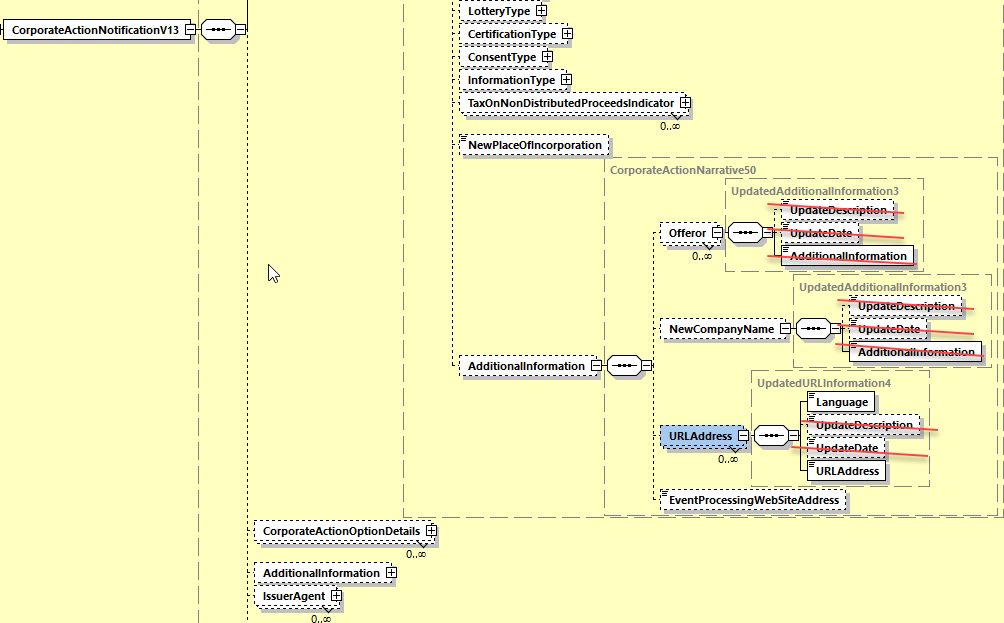 LotteryType
CorporateActionNotificationV13
CertificationType
ConsentType
InformationType
TaxOnNonDistributedProceedsIndicator
0..∞
NewPlaceOfIncorporation
CorporateActionNarrative50
UpdatedAdditionalInformation3
UpdateDescription
Offeror
UpdateDate
0..∞
AdditionalInformation
UpdatedAdditionalInformation3
UpdateDescription
NewCompanyName
UpdateDate
AdditionalInformation
AdditionalInformation
UpdatedURLInformation4
Language
UpdateDescription
URLAddress
UpdateDate
0..∞
URLAddress
EventProcessingWebSiteAddress
CorporateActionOptionDetails
0..∞
AdditionalInformation
IssuerAgent
0..∞